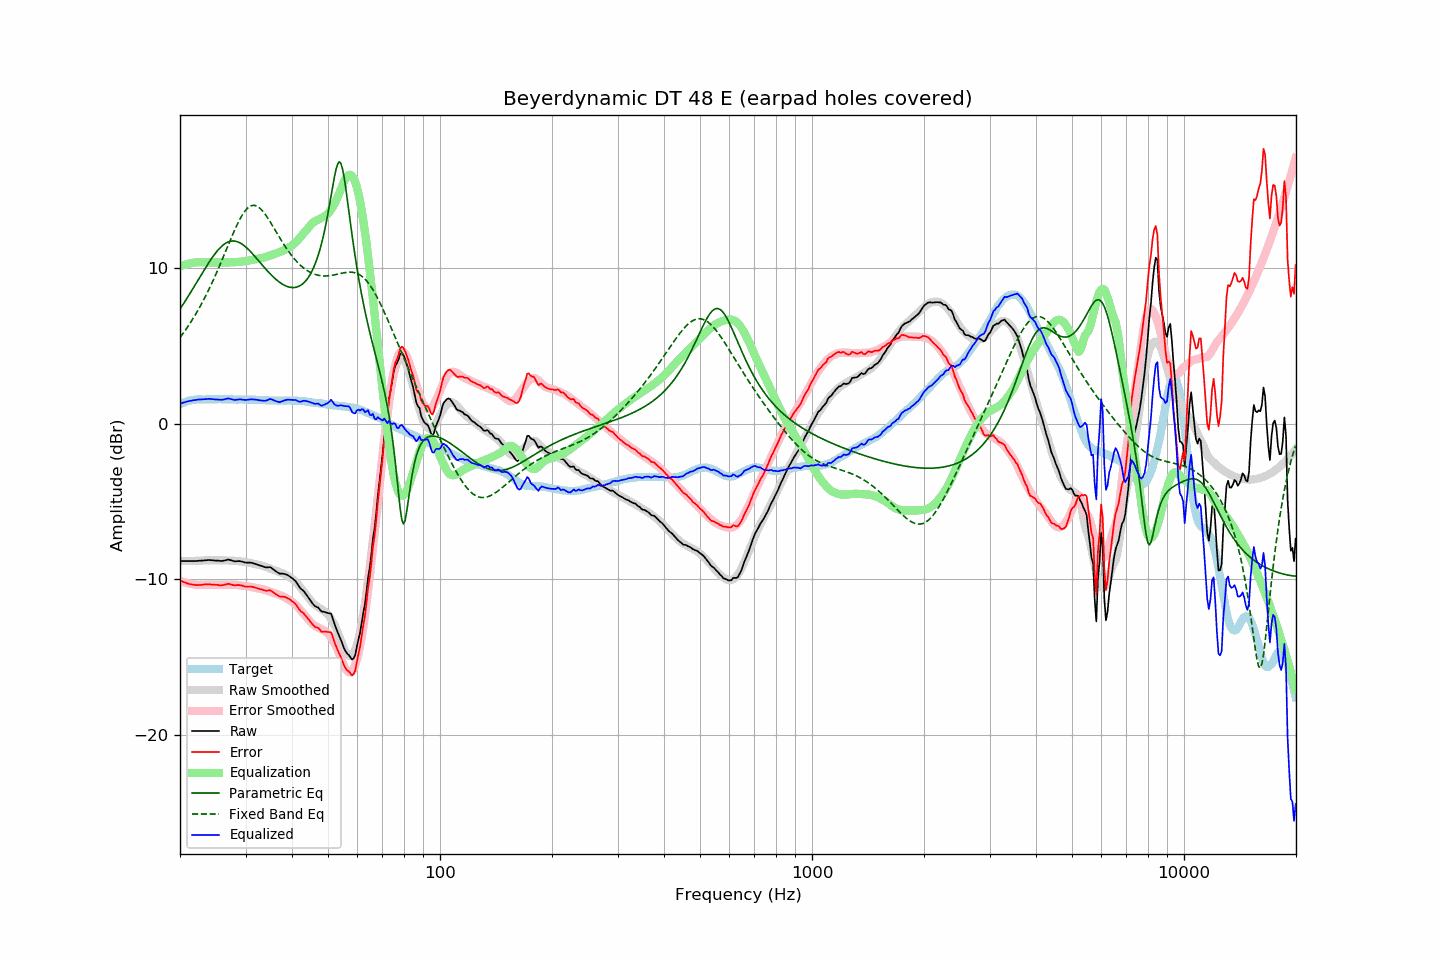 Beyerdynamic DT 48 E (earpad holes covered)
Amplitude (dBr)
10
0
−10
−20
Target
Raw Smoothed
Error Smoothed
Raw
Error
Equalization
Parametric Eq
Fixed Band Eq
Equalized
100
1000
10000
Frequency (Hz)